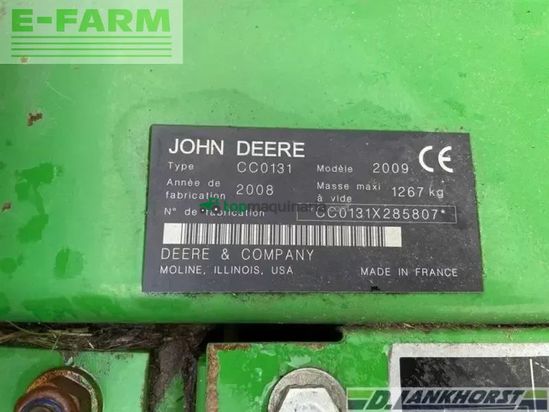 E-FARM
JOHN DEERE
Type CC0131 Modèle 2009 CE
Année de fabrication 2008 Masse maxi à vide 1267 kg
topmaquinaria
N° de fabrication *CC0131X285807*
DEERE & COMPANY
MOLINE, ILLINOIS, USA MADE IN FRANCE
D. LANKHORST